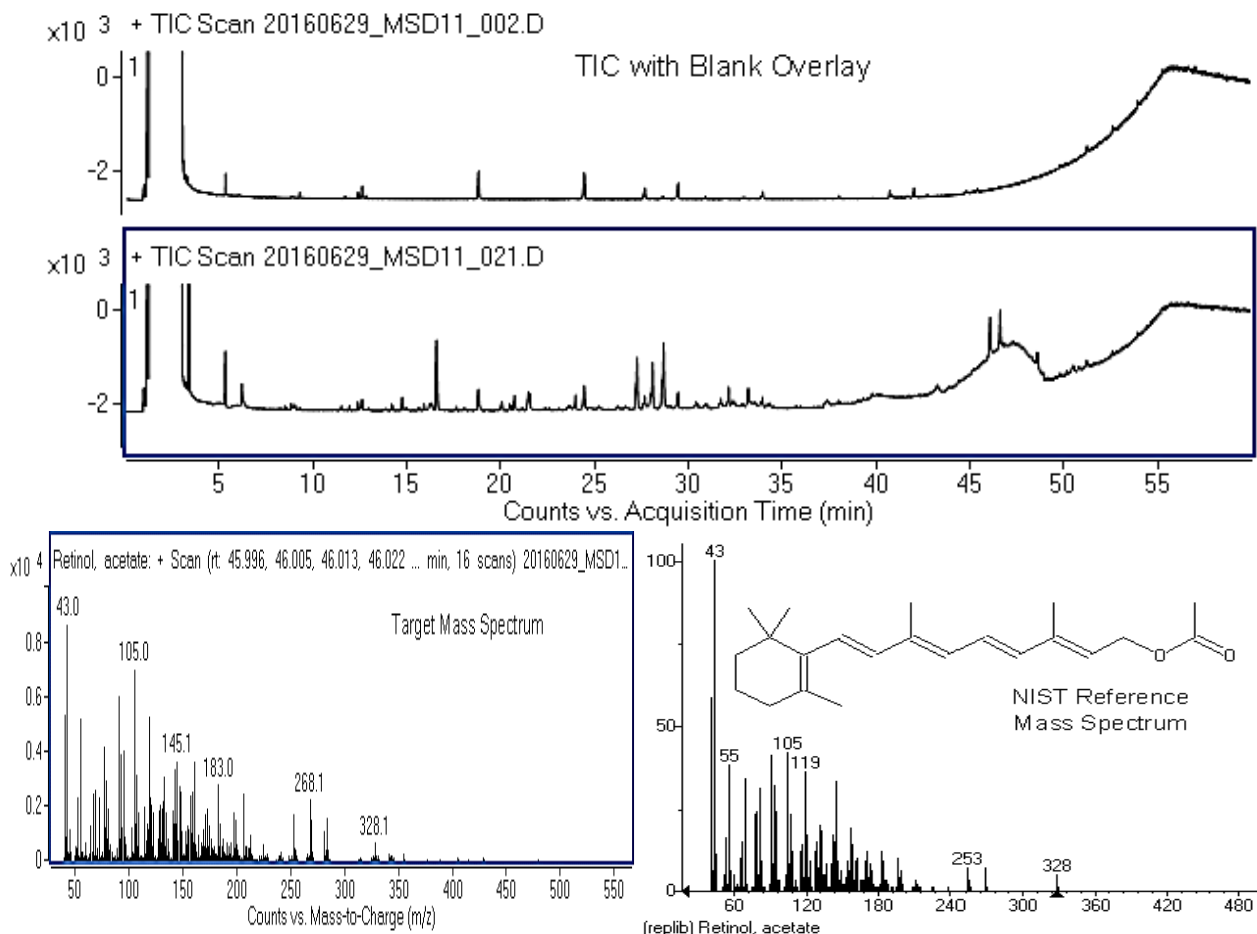 x10 3 + TIC Scan 20160629_MSD11_002.D
TIC with Blank Overlay
1
0
-2
x10 3 + TIC Scan 20160629_MSD11_021.D
1
0
-2
5 10 15 20 25 30 35 40 45 50 55
Counts vs. Acquisition Time (min)
x10 4 Retinol, acetate: + Scan (rt: 45.996, 46.005, 46.013, 46.022 ... min, 16 scans) 20160629_MSD1...
Target Mass Spectrum
43.0
105.0
145.1
183.0
268.1
328.1
0.8
0.6
0.4
0.2
0
50 100 150 200 250 300 350 400 450 500 550
Counts vs. Mass-to-Charge (m/z)
100
50
0
43
55
105
119
253
328
O
O
NIST Reference
Mass Spectrum
60 120 180 240 300 360 420 480
(replib) Retinol, acetate